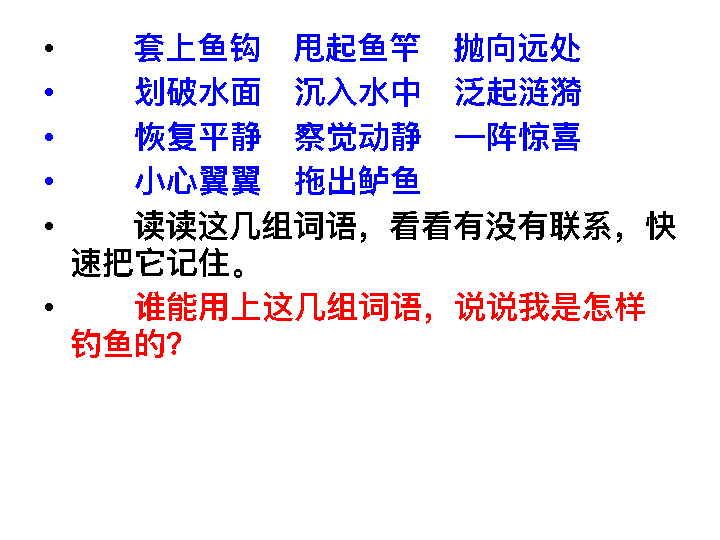 • 套上鱼钩 甩起鱼竿 抛向远处
• 划破水面 沉入水中 泛起涟漪
• 恢复平静 察觉动静 一阵惊喜
• 小心翼翼 拖出鲈鱼
• 读读这几组词语，看看有没有联系，快
速把它记住。
• 谁能用上这几组词语，说说我是怎样
钓鱼的?